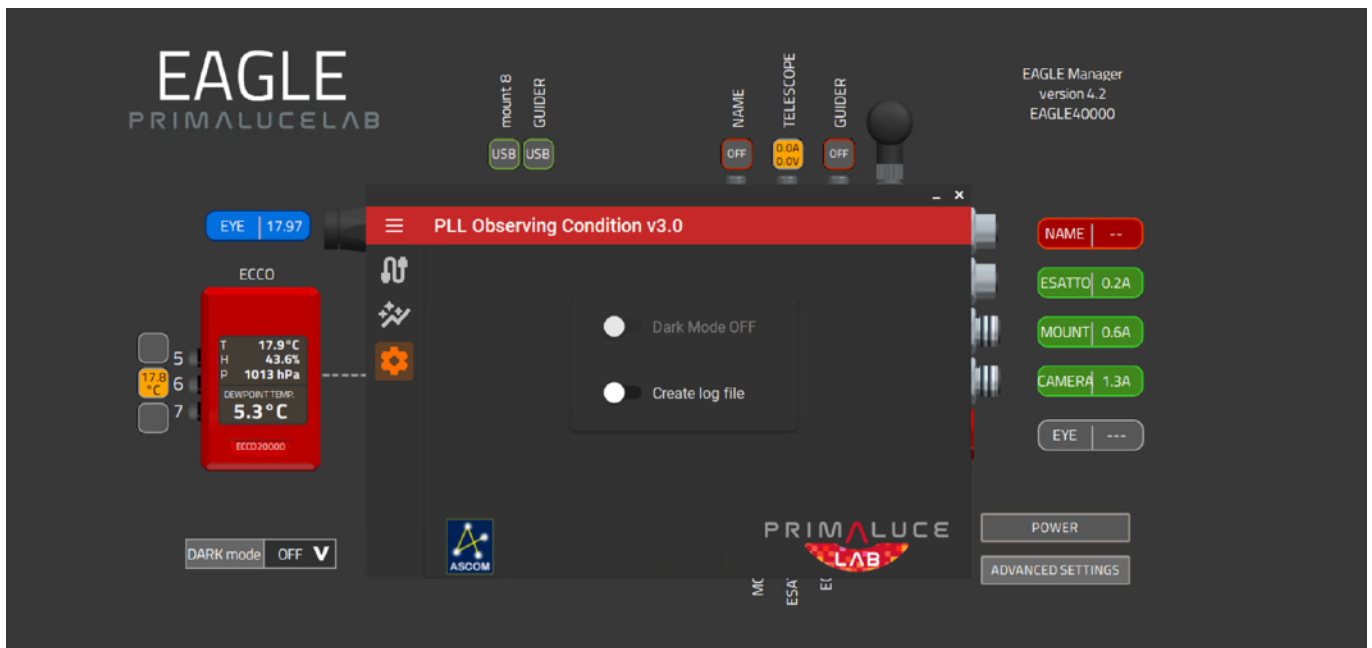 EAGLE
PRIMALUCELAB
mount 8
GUIDER
NAME
TELESCOPE
GUIDER
EAGLE Manager
version 4.2
EAGLE40000
USB
USB
OFF
0.0A
0.0V
OFF
EYE 17.97
PLL Observing Condition v3.0
NAME --
ECCO
ESATTO 0.2A
T 17.9°C
H 43.6%
P 1013 hPa
DEWPOINT TEMP.
5.3°C
ECCO20000
5
17.8
°C
6
7
Dark Mode OFF
MOUNT 0.6A
Create log file
CAMERA 1.3A
EYE ---
DARK mode OFF
ASCOM
PRIMALUCE
LAB
POWER
ADVANCED SETTINGS